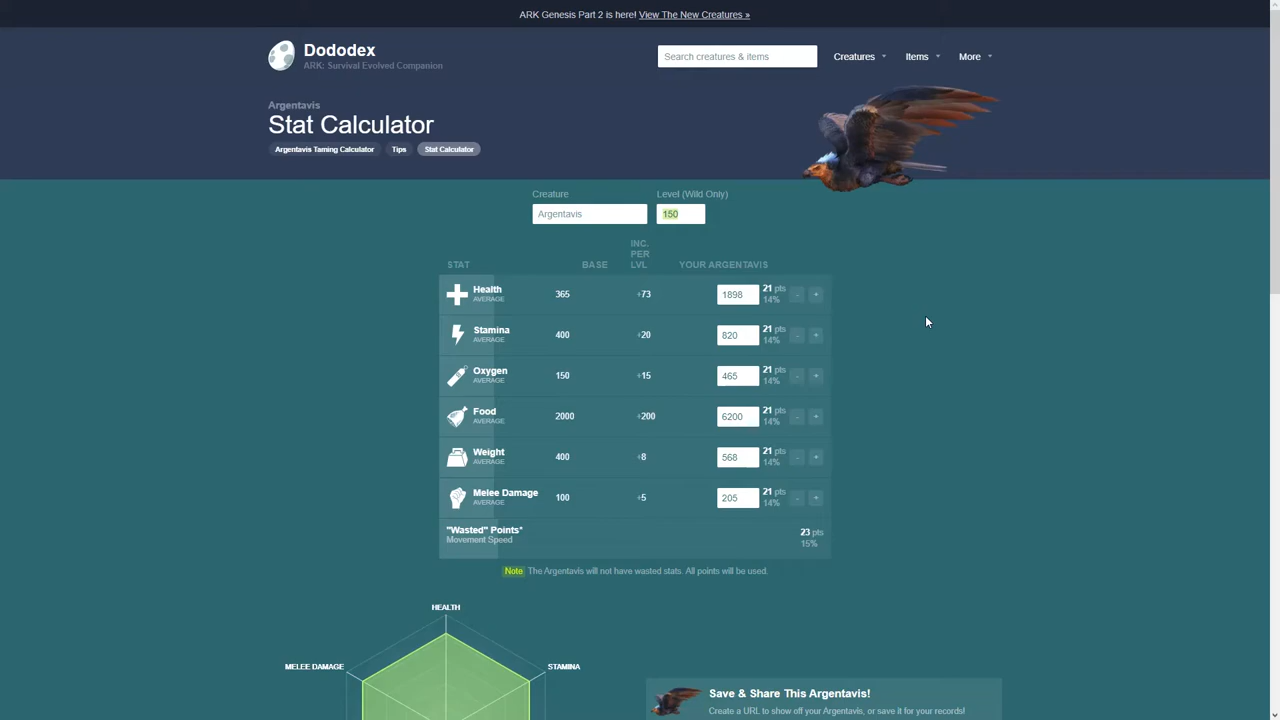 ARK Genesis Part 2 is here! View The New Creatures »
Dododex
ARK: Survival Evolved Companion
Search creatures & items
Creatures
Items
More
Argentavis
Stat Calculator
Argentavis Taming Calculator
Tips
Stat Calculator
Creature
Level (Wild Only)
Argentavis
150
STAT BASE INC. PER LVL YOUR ARGENTAVIS
Health 365 +73 1898 21 pts - +
AVERAGE 14%
Stamina 400 +20 820 21 pts - +
AVERAGE 14%
Oxygen 150 +15 465 21 pts - +
AVERAGE 14%
Food 2000 +200 6200 21 pts - +
AVERAGE 14%
Weight 400 +8 568 21 pts - +
AVERAGE 14%
Melee Damage 100 +5 205 21 pts - +
AVERAGE 14%
"Wasted" Points* 23 pts
Movement Speed 15%
Note The Argentavis will not have wasted stats. All points will be used.
HEALTH
MELEE DAMAGE
STAMINA
Save & Share This Argentavis!
Create a URL to show off your Argentavis, or save it for your records!